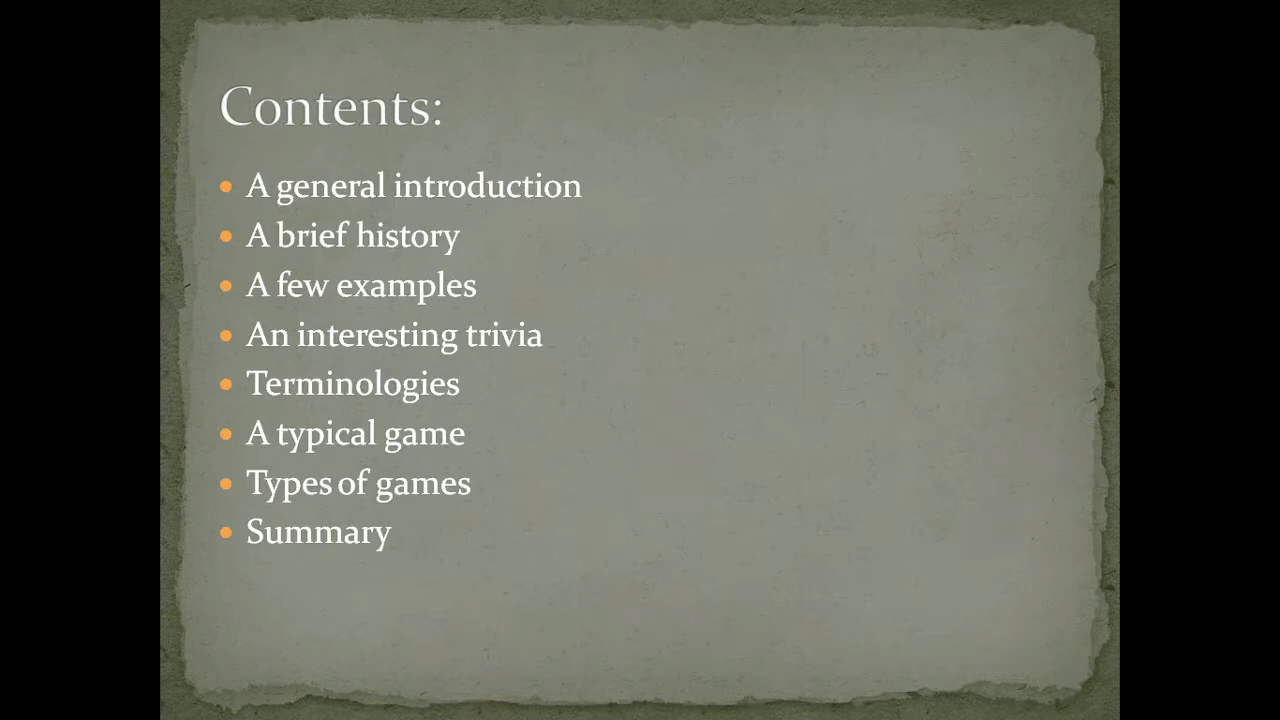 Contents:
A general introduction
A brief history
A few examples
An interesting trivia
Terminologies
A typical game
Types of games
Summary